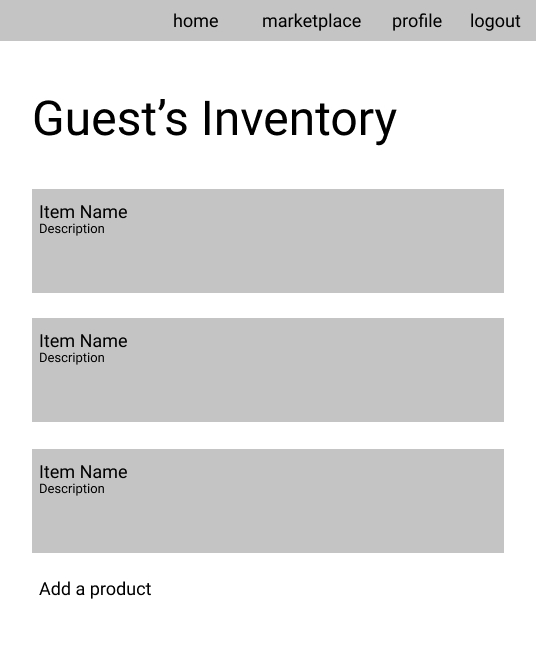 home marketplace profile logout
Guest’s Inventory
Item Name
Description
Item Name
Description
Item Name
Description
Add a product